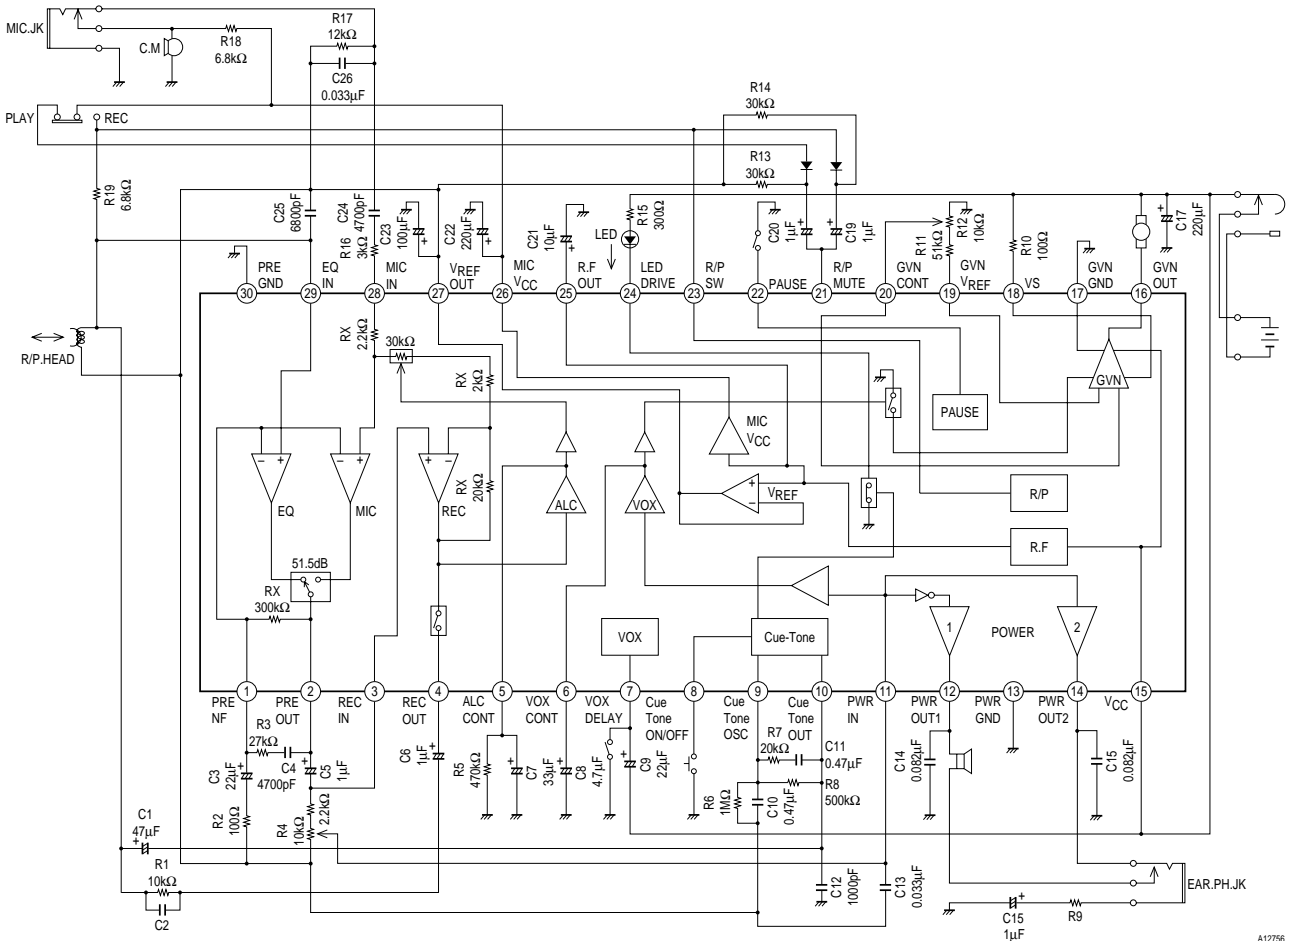 MIC.JK
C.M
R18
6.8kΩ
R17
12kΩ
C26
0.033μF
R14
30kΩ
PLAY
REC
R13
30kΩ
R19
6.8kΩ
C25
6800pF
C24
4700pF
R16
3kΩ
C23
100μF
C22
220μF
C21
10μF
LED
R15
300Ω
C20
1μF
C19
1μF
R11
51kΩ
R12
10kΩ
R10
100Ω
C17
220μF
PRE GND
EQ IN
MIC IN
VREF OUT
MIC VCC
R.F OUT
LED DRIVE
R/P SW
PAUSE
R/P MUTE
GVN CONT
GVN VREF
VS
GVN GND
GVN OUT
30 29 28 27 26 25 24 23 22 21 20 19 18 17 16
R/P.HEAD
RX
2.2kΩ
30kΩ
RX
2kΩ
RX
20kΩ
GVN
PAUSE
MIC VCC
− +
EQ
− +
MIC
+ −
REC
ALC
VOX
+
−
VREF
R/P
R.F
51.5dB
RX
300kΩ
VOX
Cue-Tone
1
POWER
2
1 2 3 4 5 6 7 8 9 10 11 12 13 14 15
PRE NF
PRE OUT
REC IN
REC OUT
ALC CONT
VOX CONT
VOX DELAY
Cue Tone ON/OFF
Cue Tone OSC
Cue Tone OUT
PWR IN
PWR OUT1
PWR GND
PWR OUT2
VCC
R3
27kΩ
C4
4700pF
C3
22μF
C5
1μF
R2
100Ω
R4
10kΩ
2.2kΩ
C6
1μF
R5
470kΩ
C7
33μF
C8
4.7μF
C9
22μF
R7
20kΩ
C11
0.47μF
R8
500kΩ
R6
1MΩ
C10
0.47μF
C14
0.082μF
C15
0.082μF
C1
47μF
R1
10kΩ
C2
C12
1000pF
C13
0.033μF
C15
1μF
R9
EAR.PH.JK
A12756